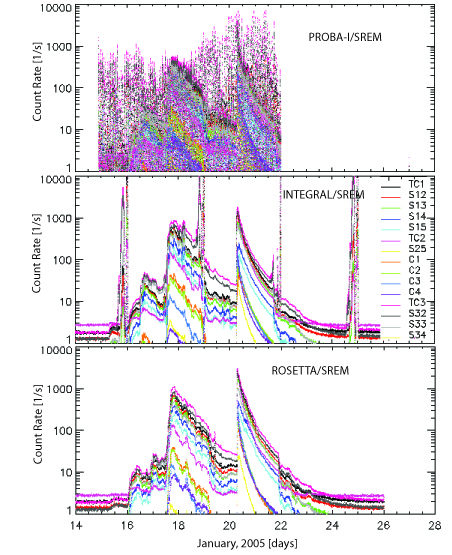 10000
1000
100
10
1
Count Rate [1/s]
PROBA-I/SREM
10000
1000
100
10
1
Count Rate [1/s]
INTEGRAL/SREM
TC1
S12
S13
S14
S15
TC2
S25
C1
C2
C3
C4
TC3
S32
S33
S34
10000
1000
100
10
1
Count Rate [1/s]
ROSETTA/SREM
14 16 18 20 22 24 26 28
January, 2005 [days]